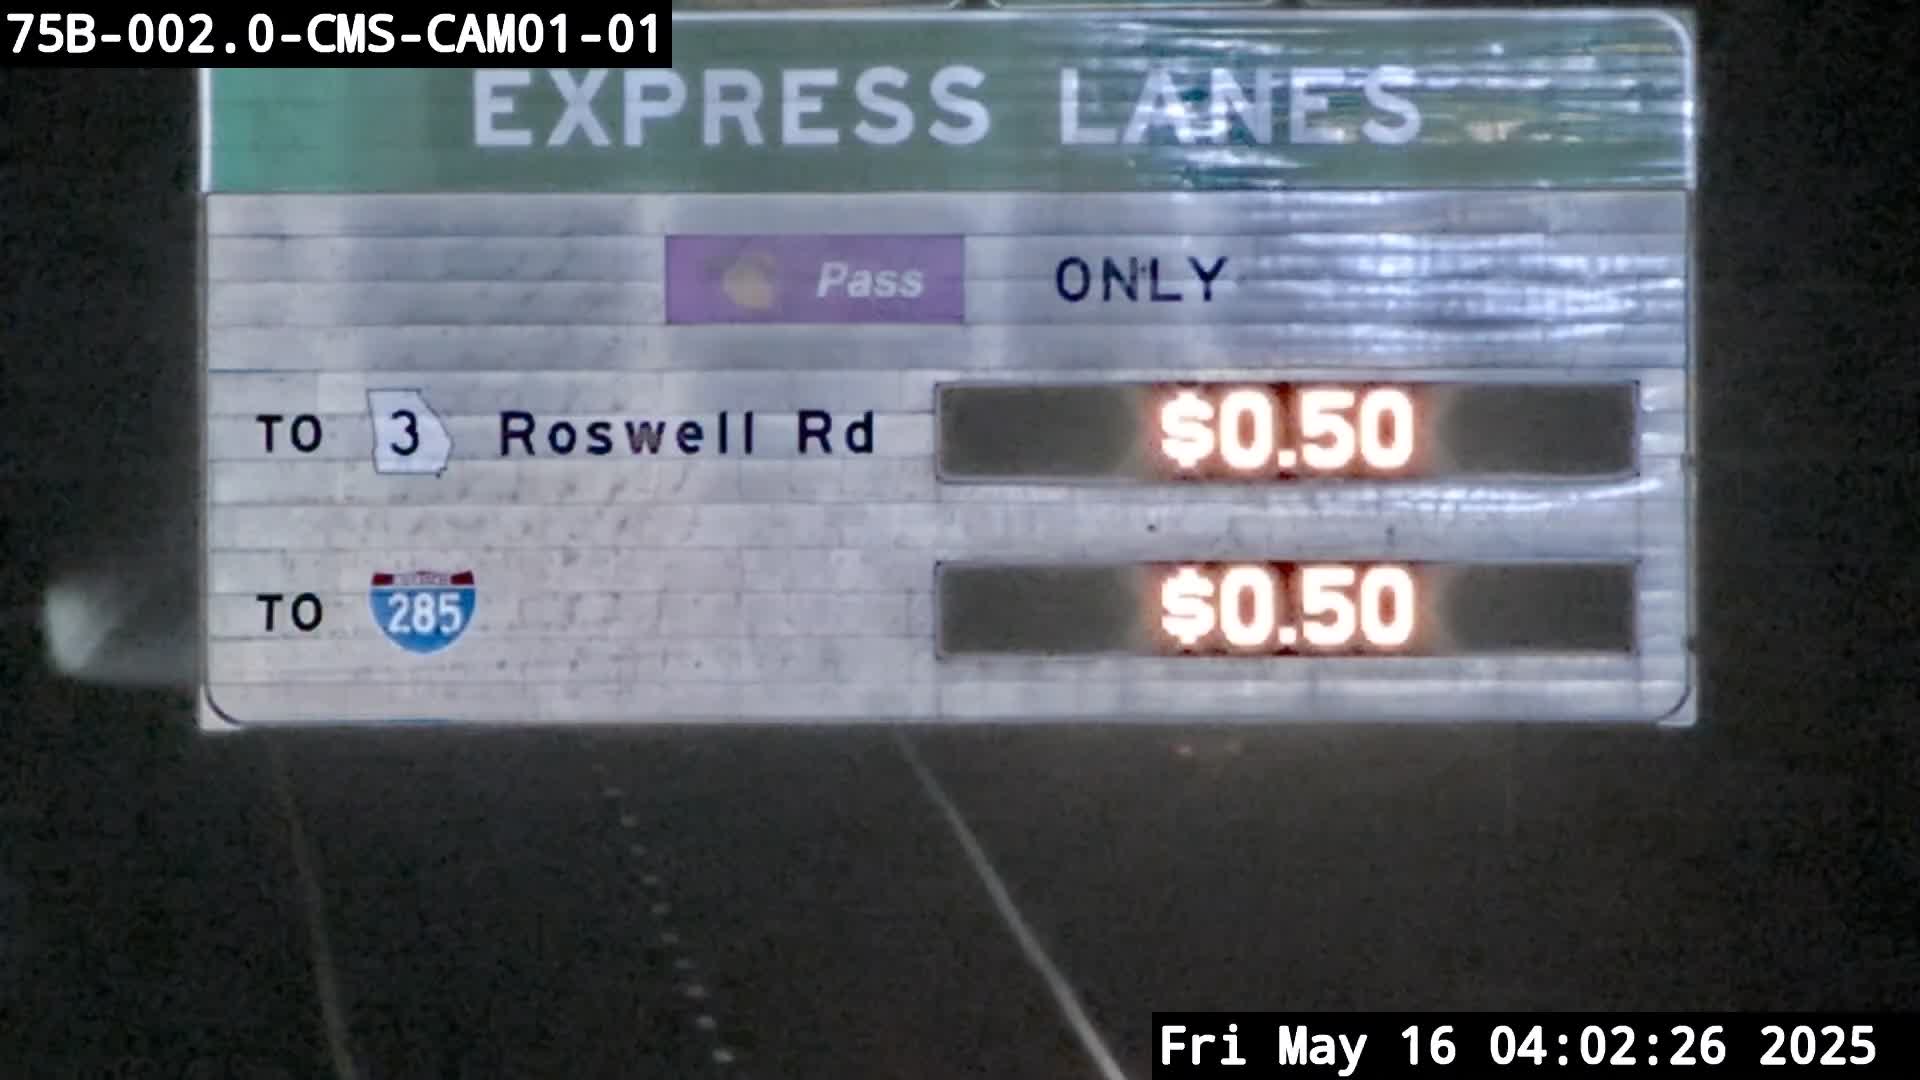 75B-002.0-CMS-CAM01-01
EXPRESS LANES
Pass ONLY
TO 3 Roswell Rd $0.50
TO 285 $0.50
Fri May 16 04:02:26 2025